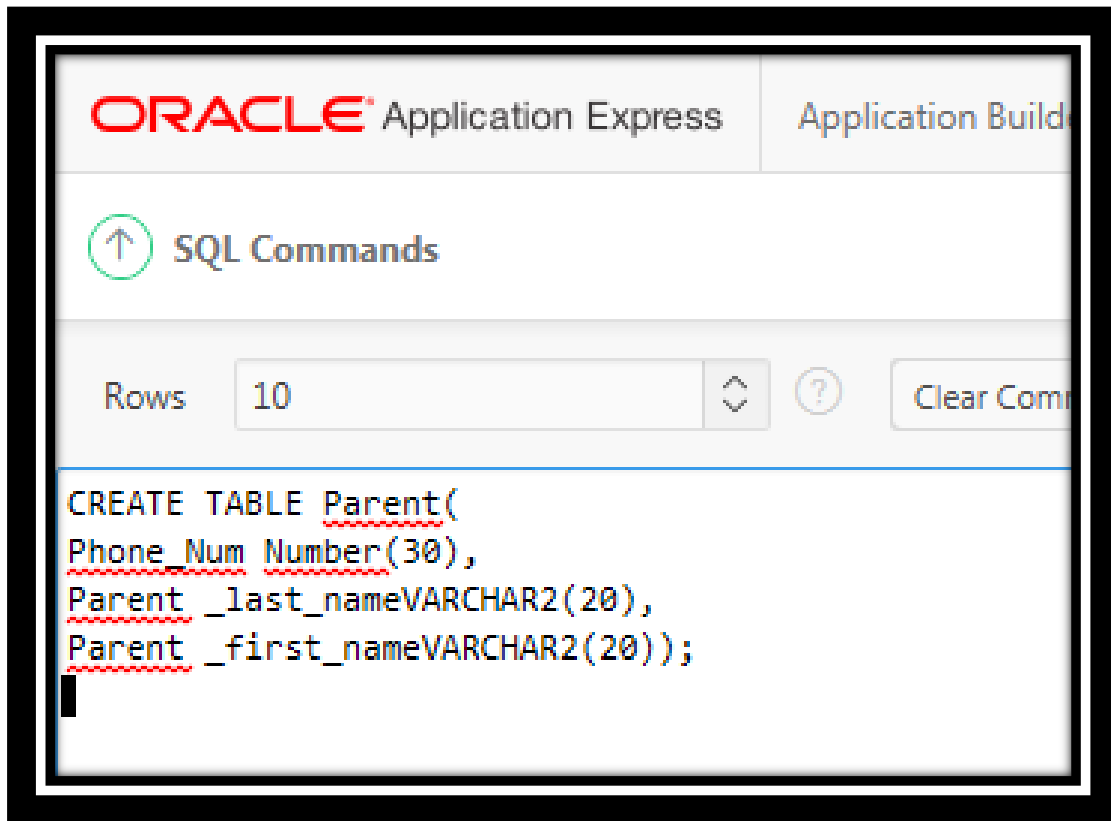 ORACLE Application Express Application Builde
SQL Commands
Rows 10 ? Clear Com
CREATE TABLE Parent(
Phone_Num Number(30),
Parent _last_nameVARCHAR2(20),
Parent _first_nameVARCHAR2(20));